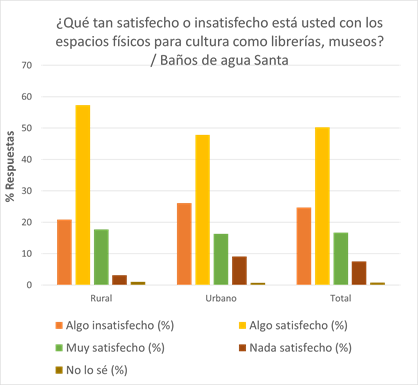 ¿Qué tan satisfecho o insatisfecho está usted con los
espacios físicos para cultura como librerías, museos?
/ Baños de agua Santa
70
60
50
40
30
20
10
0
% Respuestas
Rural
Urbano
Total
Algo insatisfecho (%)
Algo satisfecho (%)
Muy satisfecho (%)
Nada satisfecho (%)
No lo sé (%)